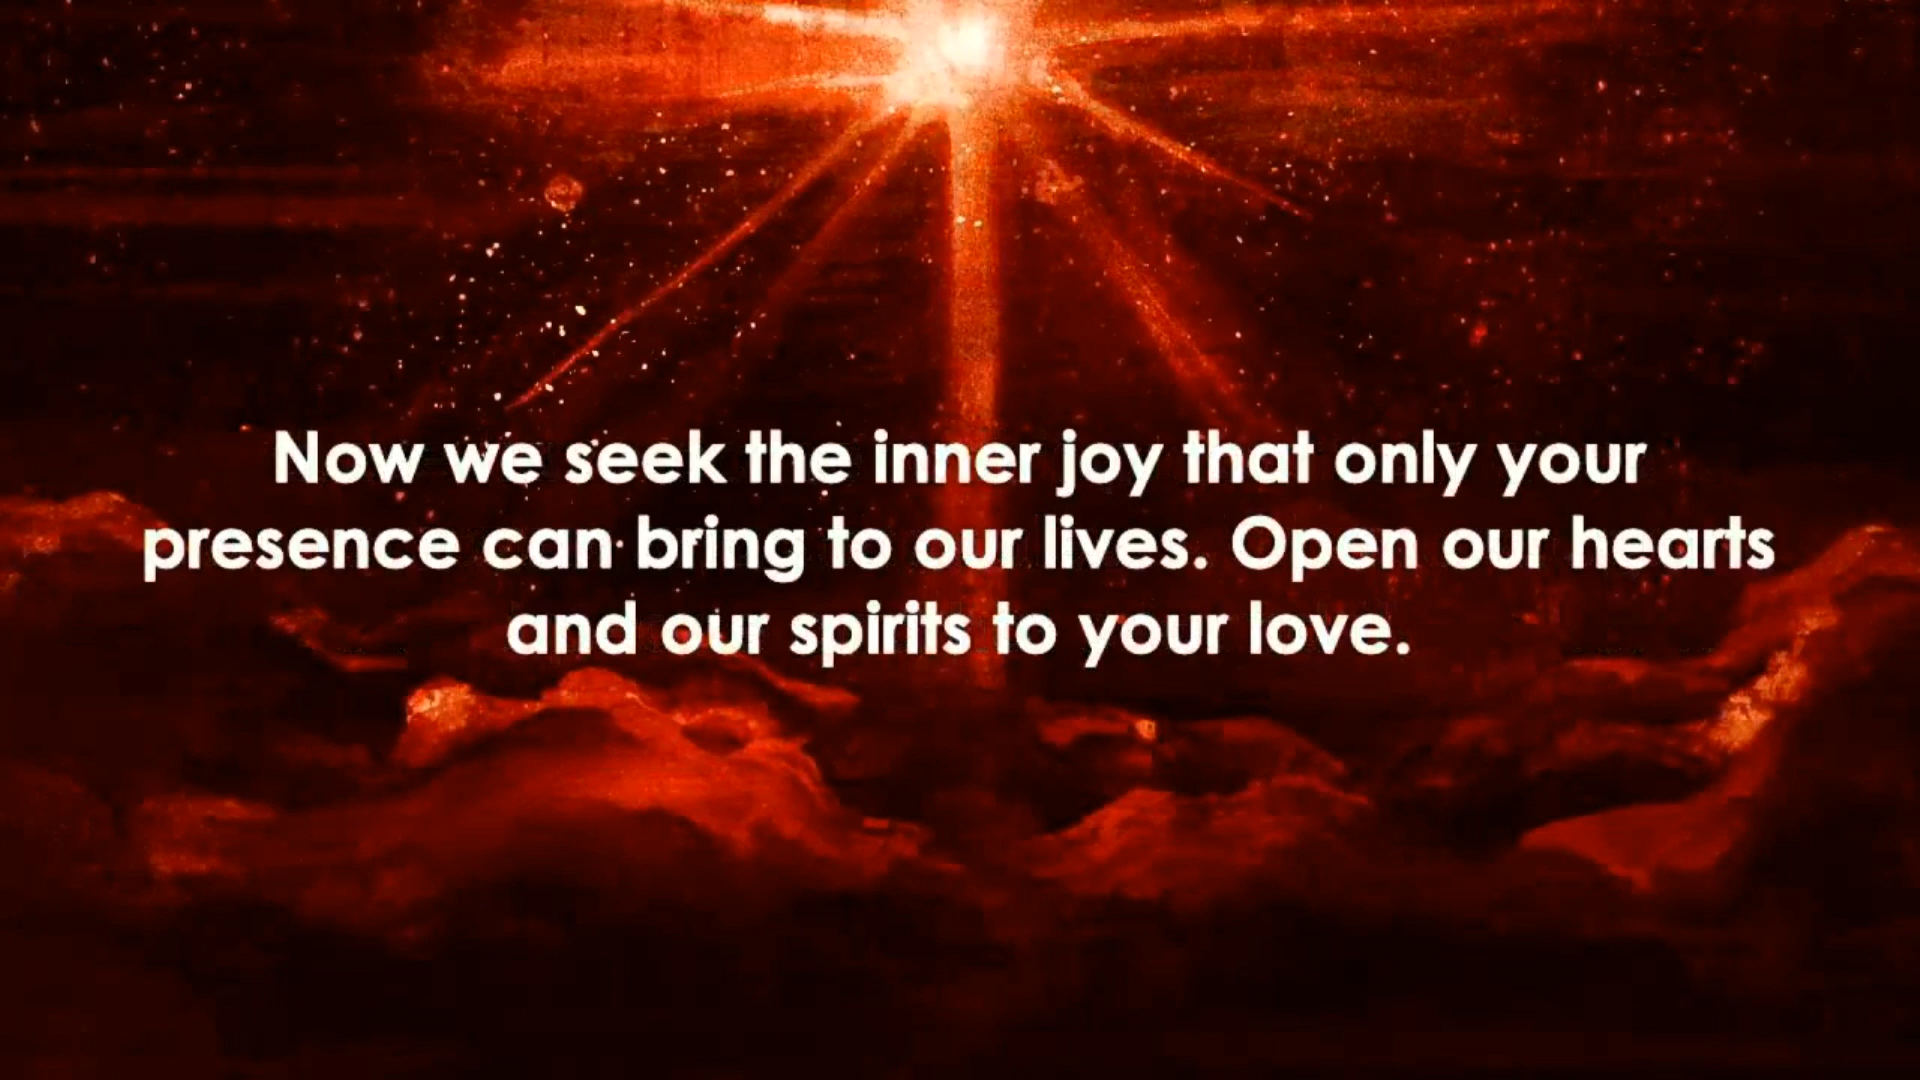 Now we seek the inner joy that only your
presence can bring to our lives. Open our hearts
and our spirits to your love.